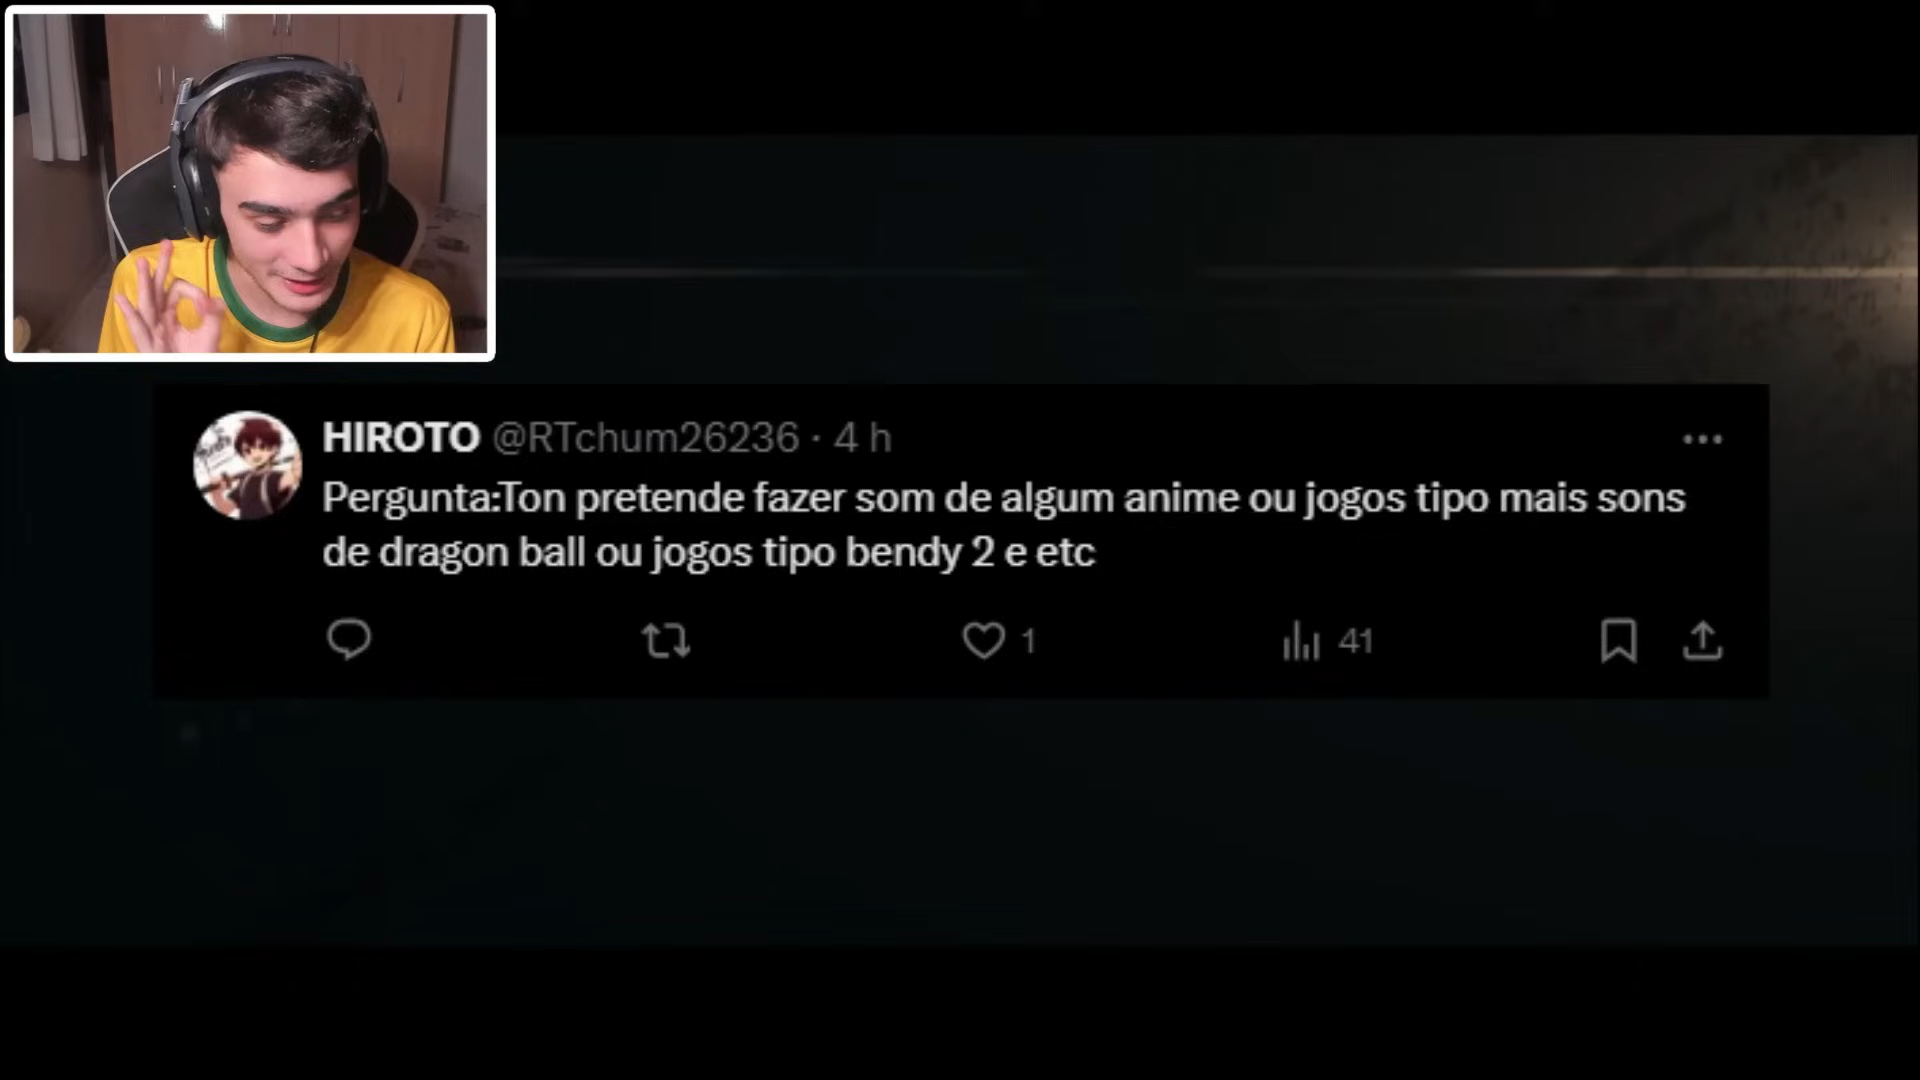 HIROTO @RTchum26236 · 4 h
Pergunta:Ton pretende fazer som de algum anime ou jogos tipo mais sons
de dragon ball ou jogos tipo bendy 2 e etc
1 41